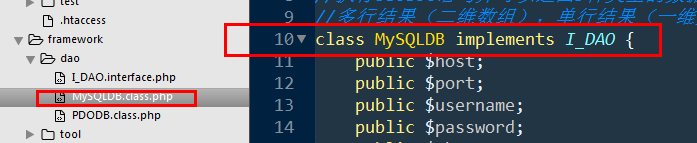 test
.htaccess
framework
dao
I_DAO.interface.php
MySQLDB.class.php
PDODB.class.php
tool
9 //多行结果（二维数组），单行结果（一维
10 class MySQLDB implements I_DAO {
11 public $host;
12 public $port;
13 public $username;
14 public $password;